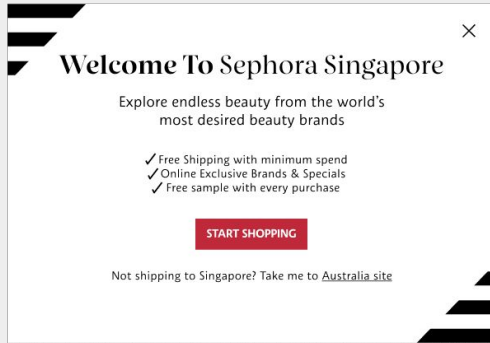 Welcome To Sephora Singapore
Explore endless beauty from the world's
most desired beauty brands
✓Free Shipping with minimum spend
✓Online Exclusive Brands & Specials
✓Free sample with every purchase
START SHOPPING
Not shipping to Singapore? Take me to Australia site